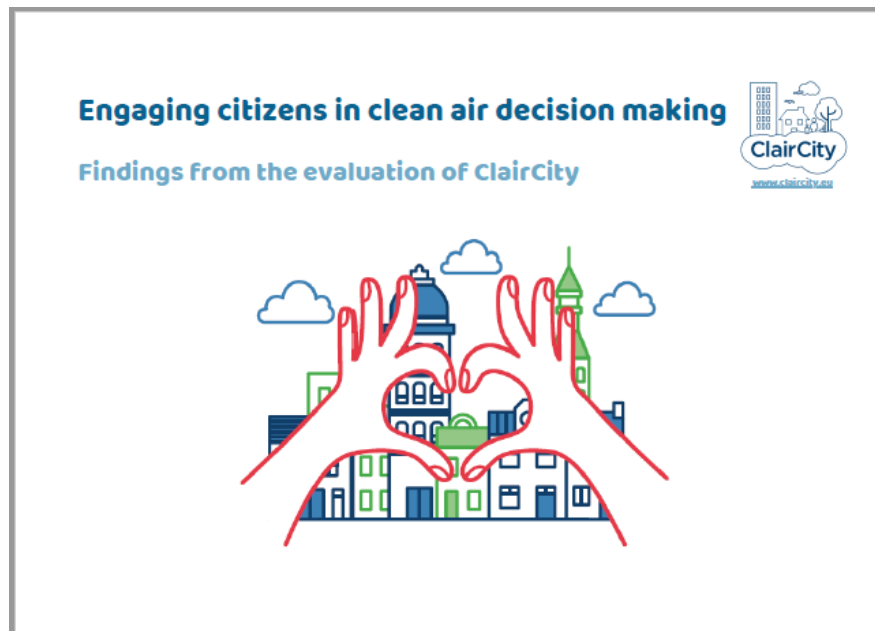 Engaging citizens in clean air decision making
Findings from the evaluation of ClairCity
ClairCity
www.claircity.eu